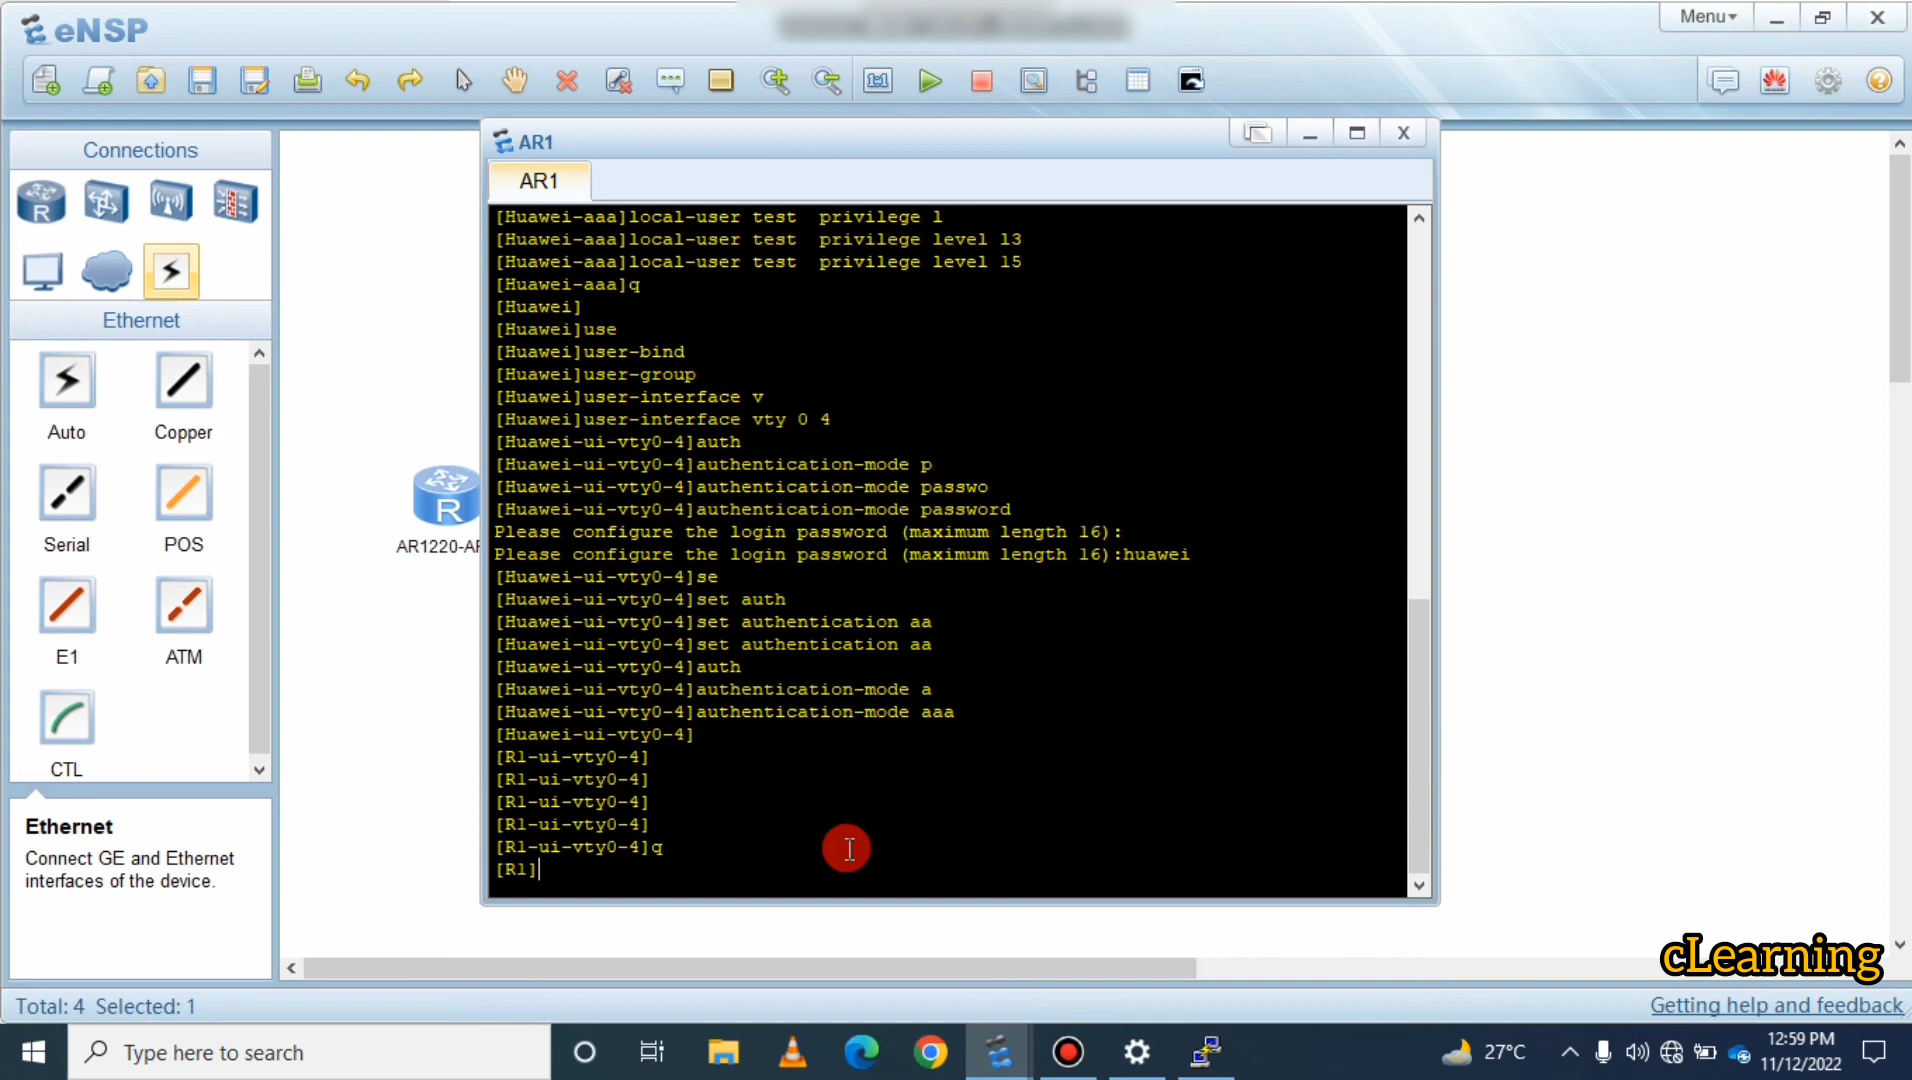 eNSP
Menu
1:1
AR1
AR1
Connections
R
Ethernet
Auto
Copper
Serial
POS
E1
ATM
CTL
Ethernet
Connect GE and Ethernet
interfaces of the device.
R
AR1220-AR
[Huawei-aaa]local-user test  privilege l
[Huawei-aaa]local-user test  privilege level 13
[Huawei-aaa]local-user test  privilege level 15
[Huawei-aaa]q
[Huawei]
[Huawei]use
[Huawei]user-bind
[Huawei]user-group
[Huawei]user-interface v
[Huawei]user-interface vty 0 4
[Huawei-ui-vty0-4]auth
[Huawei-ui-vty0-4]authentication-mode p
[Huawei-ui-vty0-4]authentication-mode passwo
[Huawei-ui-vty0-4]authentication-mode password
Please configure the login password (maximum length 16):
Please configure the login password (maximum length 16):huawei
[Huawei-ui-vty0-4]se
[Huawei-ui-vty0-4]set auth
[Huawei-ui-vty0-4]set authentication aa
[Huawei-ui-vty0-4]set authentication aa
[Huawei-ui-vty0-4]auth
[Huawei-ui-vty0-4]authentication-mode a
[Huawei-ui-vty0-4]authentication-mode aaa
[Huawei-ui-vty0-4]
[R1-ui-vty0-4]
[R1-ui-vty0-4]
[R1-ui-vty0-4]
[R1-ui-vty0-4]
[R1-ui-vty0-4]q
[R1]
cLearning
Total: 4 Selected: 1
Getting help and feedback
Type here to search
27°C
12:59 PM
11/12/2022